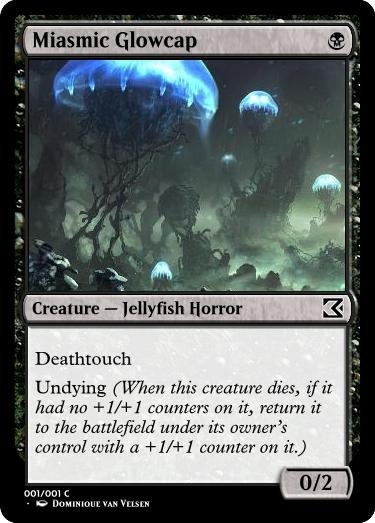 Miasmic Glowcap
Creature — Jellyfish Horror
Deathtouch
Undying (When this creature dies, if it
had no +1/+1 counters on it, return it
to the battlefield under its owner's
control with a +1/+1 counter on it.)
0/2
001/001 C
· Dominique van Velsen